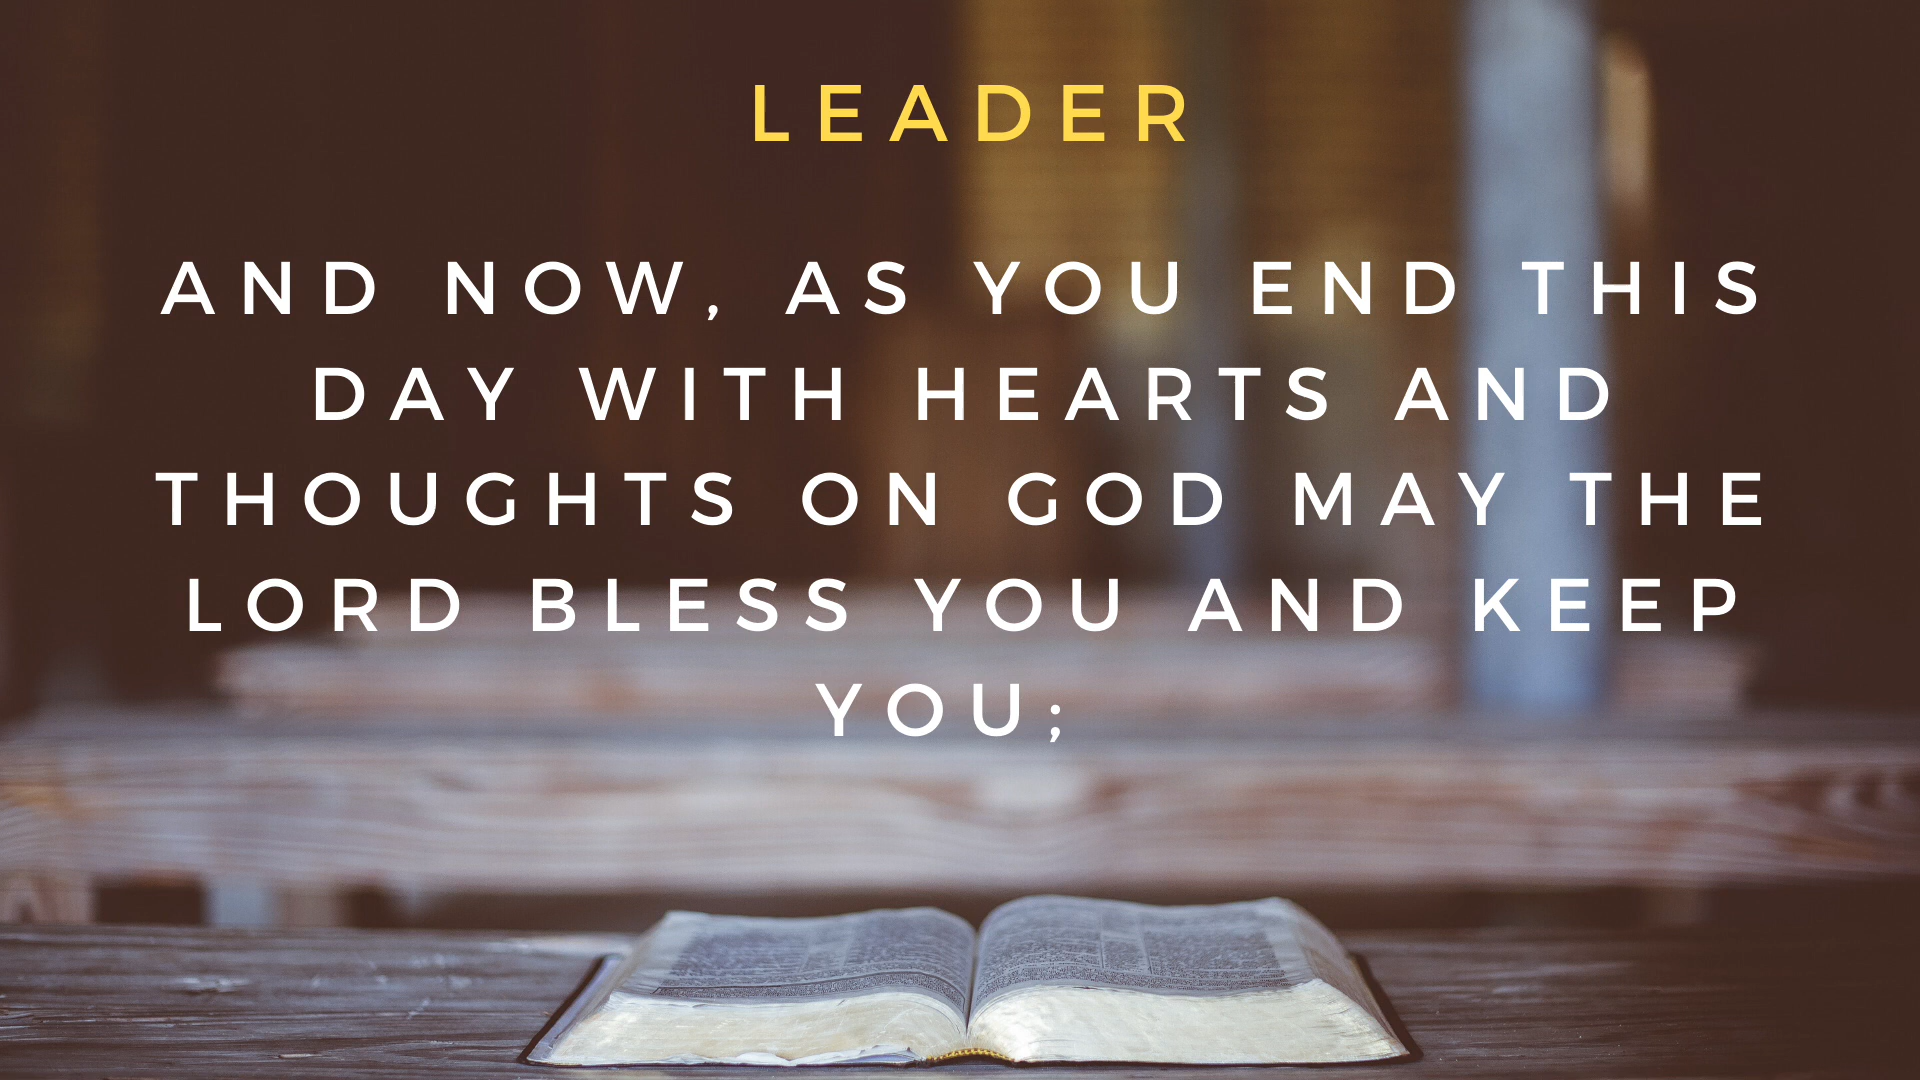 LEADER
AND NOW, AS YOU END THIS
DAY WITH HEARTS AND
THOUGHTS ON GOD MAY THE
LORD BLESS YOU AND KEEP
YOU;